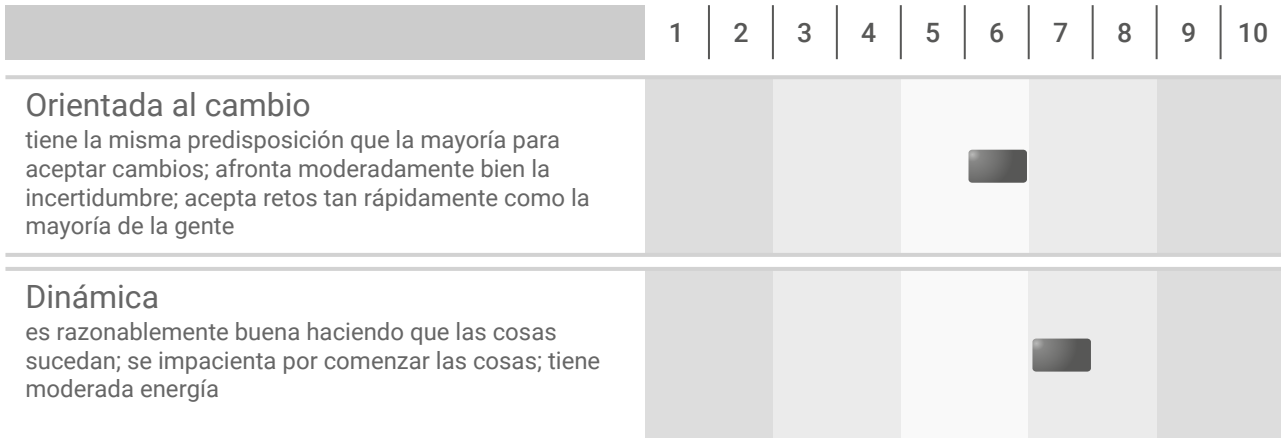 1 2 3 4 5 6 7 8 9 10
Orientada al cambio
tiene la misma predisposición que la mayoría para
aceptar cambios; afronta moderadamente bien la
incertidumbre; acepta retos tan rápidamente como la
mayoría de la gente
Dinámica
es razonablemente buena haciendo que las cosas
sucedan; se impacienta por comenzar las cosas; tiene
moderada energía